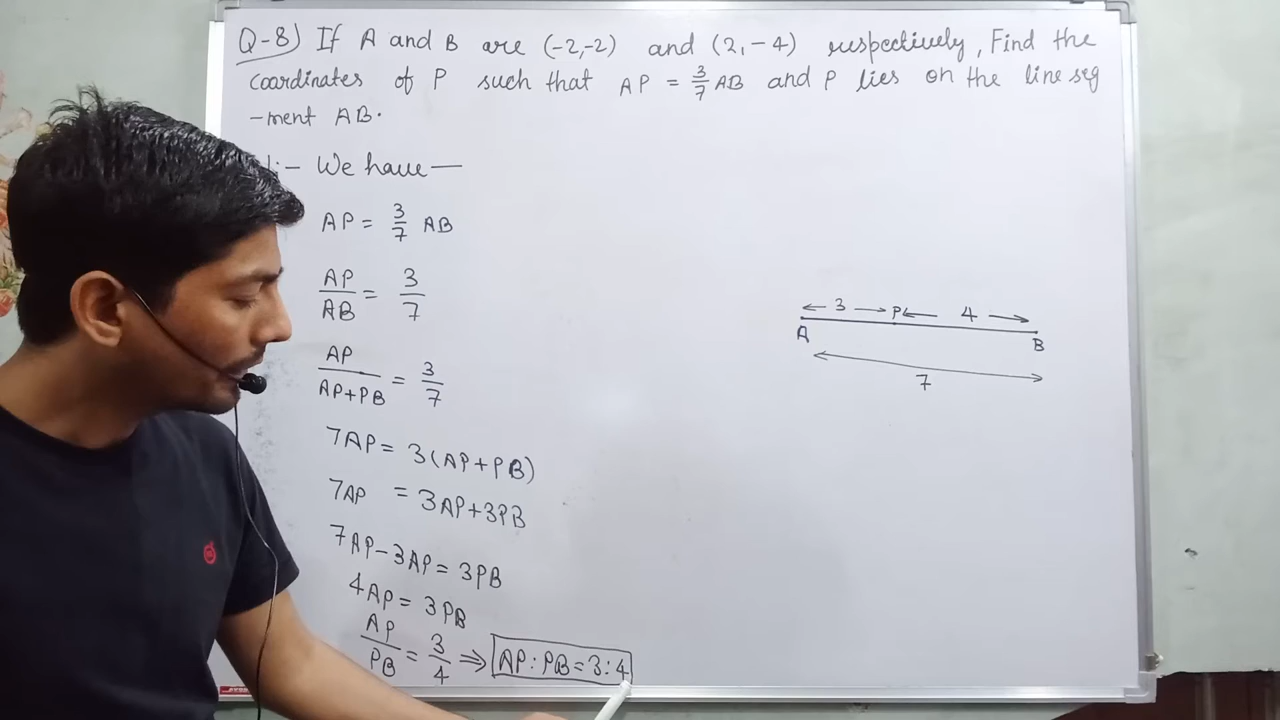 Q-8) If A and B are (-2,-2) and (2,-4) respectively, Find the
coordinates of P such that AP = 3/7 AB and P lies on the line seg
-ment AB.
:- We have —
AP = 3/7 AB
AP/AB = 3/7
AP/AP+PB = 3/7
7AP = 3(AP+PB)
7AP = 3AP+3PB
7AP-3AP = 3PB
4AP = 3PB
AP/PB = 3/4 ⇒ AP:PB=3:4
3 P 4
A B
7